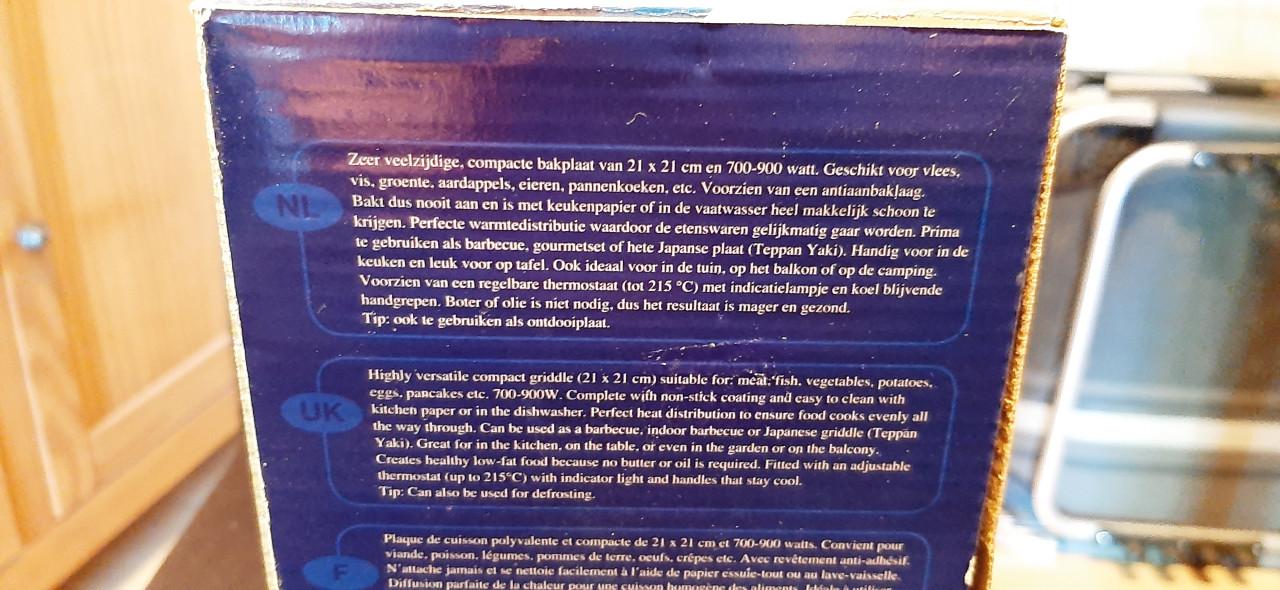 NL
Zeer veelzijdige, compacte bakplaat van 21 x 21 cm en 700-900 watt. Geschikt voor vlees,
vis, groente, aardappels, eieren, pannenkoeken, etc. Voorzien van een antiaanbaklaag.
Bakt dus nooit aan en is met keukenpapier of in de vaatwasser heel makkelijk schoon te
krijgen. Perfecte warmtedistributie waardoor de etenswaren gelijkmatig gaar worden. Prima
te gebruiken als barbecue, gourmetset of hete Japanse plaat (Teppan Yaki). Handig voor in de
keuken en leuk voor op tafel. Ook ideaal voor in de tuin, op het balkon of op de camping.
Voorzien van een regelbare thermostaat (tot 215 °C) met indicatielampje en koel blijvende
handgrepen. Boter of olie is niet nodig, dus het resultaat is mager en gezond.
Tip: ook te gebruiken als ontdooiplaat.
UK
Highly versatile compact griddle (21 x 21 cm) suitable for: meat, fish, vegetables, potatoes,
eggs, pancakes etc. 700-900W. Complete with non-stick coating and easy to clean with
kitchen paper or in the dishwasher. Perfect heat distribution to ensure food cooks evenly all
the way through. Can be used as a barbecue, indoor barbecue or Japanese griddle (Teppan
Yaki). Great for in the kitchen, on the table, or even in the garden or on the balcony.
Creates healthy low-fat food because no butter or oil is required. Fitted with an adjustable
thermostat (up to 215°C) with indicator light and handles that stay cool.
Tip: Can also be used for defrosting.
F
Plaque de cuisson polyvalente et compacte de 21 x 21 cm et 700-900 watts. Convient pour
viande, poisson, légumes, pommes de terre, oeufs, crêpes etc. Avec revêtement anti-adhésif.
N'attache jamais et se nettoie facilement à l'aide de papier essuie-tout ou au lave-vaisselle.
Diffusion parfaite de la chaleur pour une cuisson homogène des aliments. Idéale à utiliser